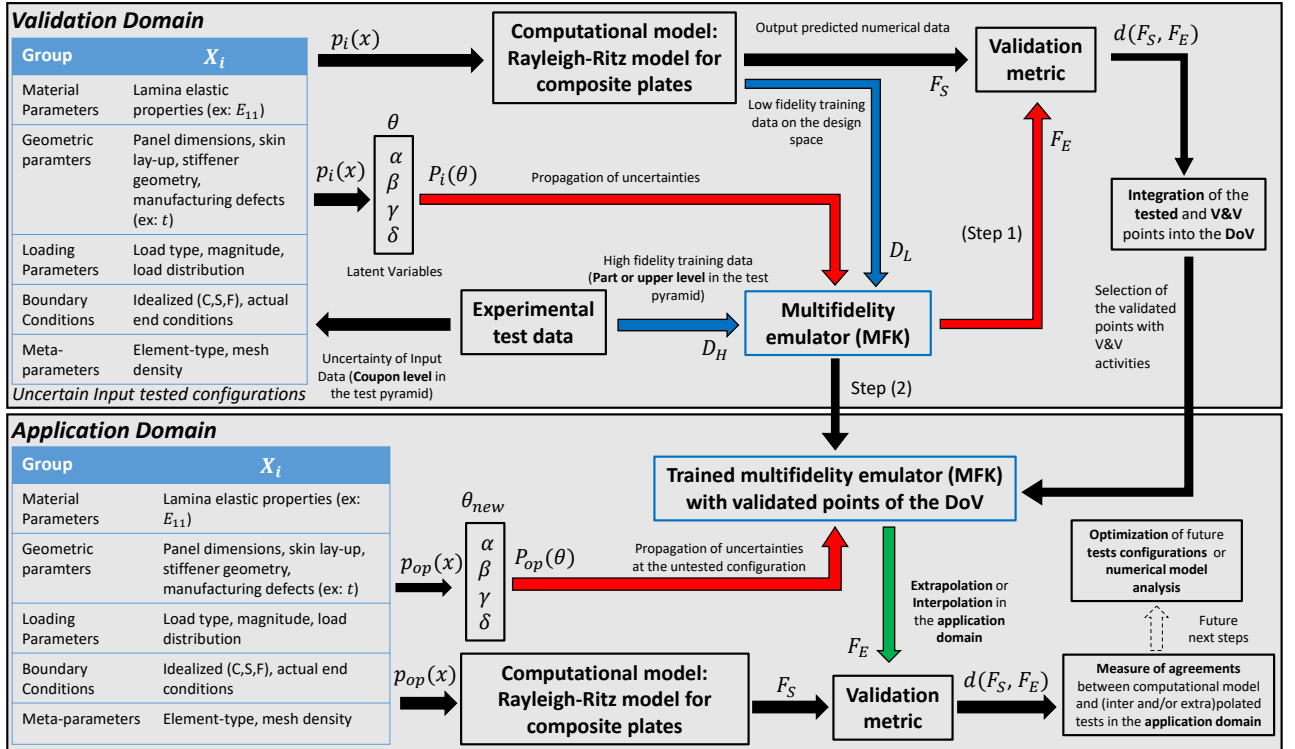 Validation Domain
Group X_i
Material Parameters Lamina elastic properties (ex: E_11)
Geometric paramters Panel dimensions, skin lay-up, stiffener geometry, manufacturing defects (ex: t)
Loading Parameters Load type, magnitude, load distribution
Boundary Conditions Idealized (C,S,F), actual end conditions
Meta-parameters Element-type, mesh density
Uncertain Input tested configurations
p_i(x)
Computational model:
Rayleigh-Ritz model for
composite plates
Output predicted numerical data
F_S
Validation
metric
d(F_S, F_E)
Low fidelity training
data on the design
space
F_E
θ
p_i(x)
α
β
γ
δ
P_i(θ)
Propagation of uncertainties
Latent Variables
D_L
(Step 1)
Integration of the
tested and V&V
points into the DoV
High fidelity training data
(Part or upper level in the test
pyramid)
Experimental
test data
D_H
Multifidelity
emulator (MFK)
Selection of
the validated
points with
V&V
activities
Uncertainty of Input
Data (Coupon level in
the test pyramid)
Step (2)
Application Domain
Group X_i
Material Parameters Lamina elastic properties (ex: E_11)
Geometric paramters Panel dimensions, skin lay-up, stiffener geometry, manufacturing defects (ex: t)
Loading Parameters Load type, magnitude, load distribution
Boundary Conditions Idealized (C,S,F), actual end conditions
Meta-parameters Element-type, mesh density
Trained multifidelity emulator (MFK)
with validated points of the DoV
θ_new
p_op(x)
α
β
γ
δ
P_op(θ)
Propagation of uncertainties
at the untested configuration
Extrapolation or
Interpolation in
the application
domain
F_E
Optimization of future
tests configurations or
numerical model
analysis
Future
next steps
p_op(x)
Computational model:
Rayleigh-Ritz model for
composite plates
F_S
Validation
metric
d(F_S, F_E)
Measure of agreements
between computational model
and (inter and/or extra)polated
tests in the application domain